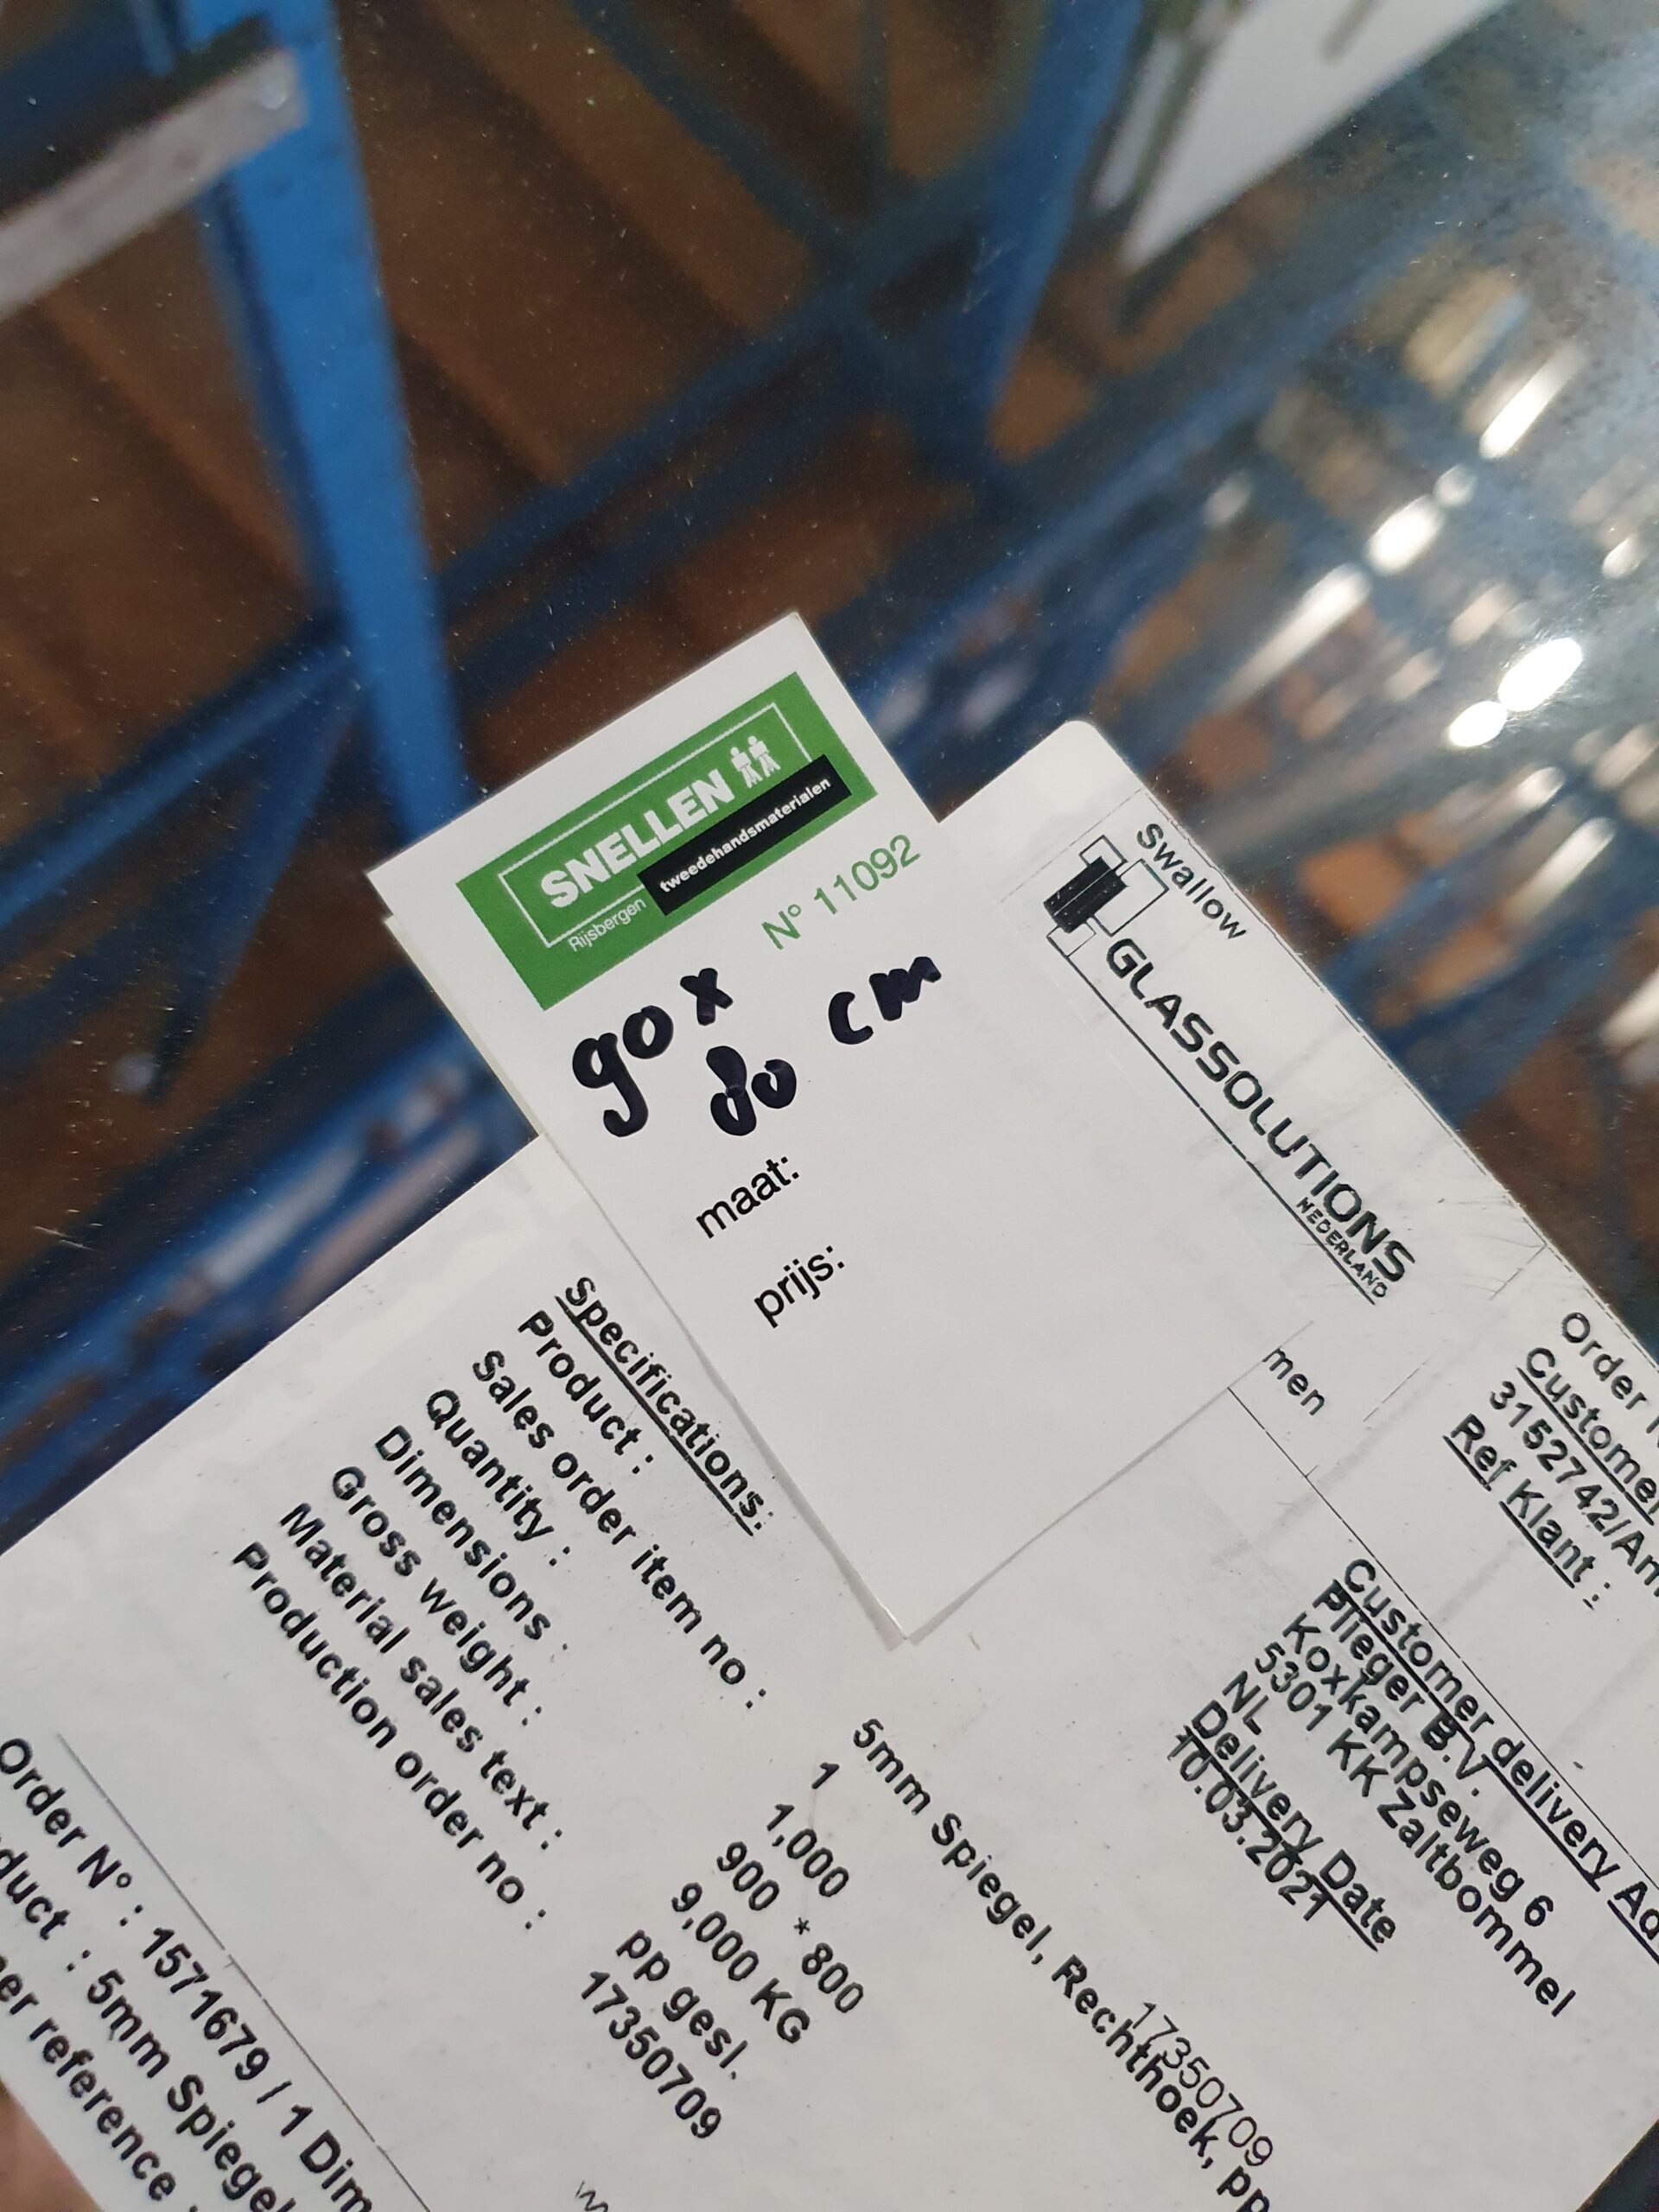 SNELLEN
Rijsbergen tweedehandsmaterialen
N° 11092
90 x
80 cm
maat:
prijs:
Swallow
GLASSOLUTIONS
NEDERLAND
men
Order
Customer
3152742/Am
Ref Klant :
Customer delivery Ad
Plieger B.V.
Koxkampseweg 6
5301 KK Zaltbommel
NL
Delivery Date
10.03.2021
17350709
Specifications:
Product : 5mm Spiegel, Rechthoek, pp
Sales order item no : 1
Quantity : 1,000
Dimensions : 900 * 800
Gross weight : 9,000 KG
Material sales text : pp gesl.
Production order no : 17350709
Order N° : 1571679 / 1 Dim
duct : 5mm Spiegel
er reference :